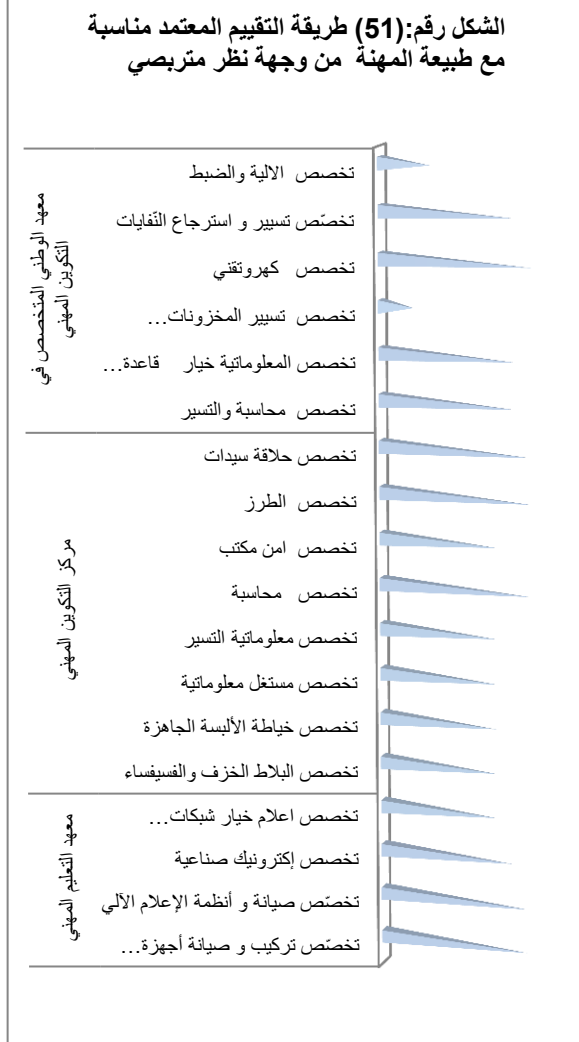 الشكل رقم:(51) طريقة التقييم المعتمد مناسبة
مع طبيعة المهنة من وجهة نظر متربصي
معهد الوطني المتخصص في
التكوين المهني
تخصص الالية والضبط
تخصّص تسيير و استرجاع النّفايات
تخصص كهروتقني
تخصص تسيير المخزونات...
تخصص المعلوماتية خيار قاعدة...
تخصص محاسبة والتسير
مركز التكوين المهني
تخصص حلاقة سيدات
تخصص الطرز
تخصص امن مكتب
تخصص محاسبة
تخصص معلوماتية التسير
تخصص مستغل معلوماتية
تخصص خياطة الألبسة الجاهزة
تخصص البلاط الخزف والفسيفساء
معهد التعليم المهني
تخصص اعلام خيار شبكات...
تخصص إكترونيك صناعية
تخصّص صيانة و أنظمة الإعلام الآلي
تخصّص تركيب و صيانة أجهزة...